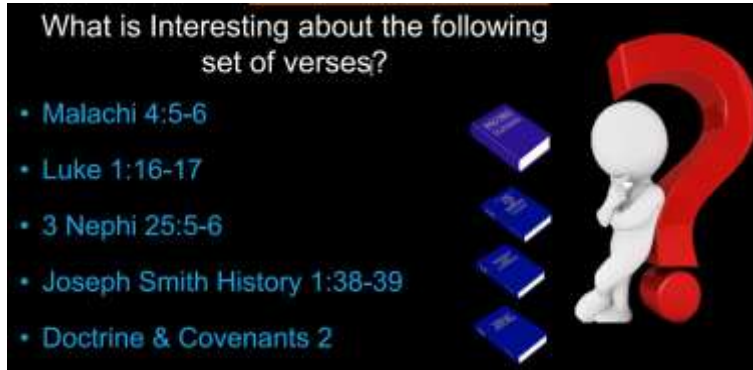 What is Interesting about the following
set of verses?
• Malachi 4:5-6
• Luke 1:16-17
• 3 Nephi 25:5-6
• Joseph Smith History 1:38-39
• Doctrine & Covenants 2